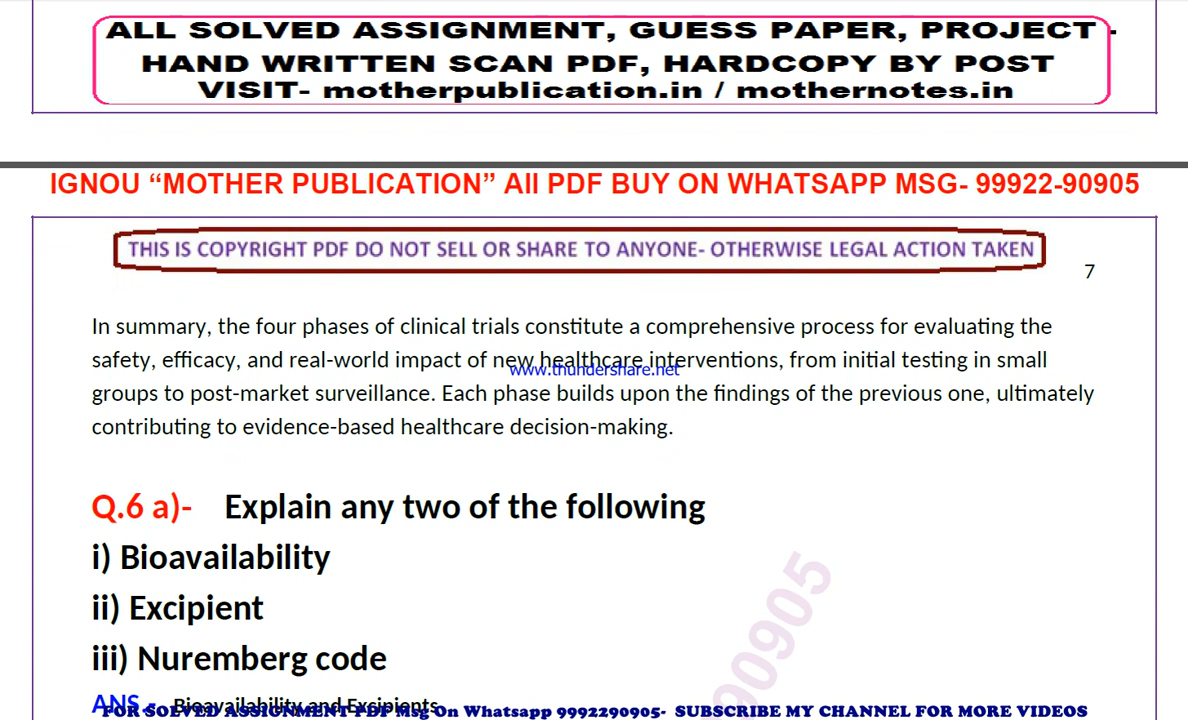 ALL SOLVED ASSIGNMENT, GUESS PAPER, PROJECT -
HAND WRITTEN SCAN PDF, HARDCOPY BY POST
VISIT- motherpublication.in / mothernotes.in
IGNOU “MOTHER PUBLICATION” All PDF BUY ON WHATSAPP MSG- 99922-90905
THIS IS COPYRIGHT PDF DO NOT SELL OR SHARE TO ANYONE- OTHERWISE LEGAL ACTION TAKEN
7
In summary, the four phases of clinical trials constitute a comprehensive process for evaluating the
safety, efficacy, and real-world impact of new healthcare interventions, from initial testing in small
www.thundershare.net
groups to post-market surveillance. Each phase builds upon the findings of the previous one, ultimately
contributing to evidence-based healthcare decision-making.
Q.6 a)- Explain any two of the following
i) Bioavailability
ii) Excipient
iii) Nuremberg code
90905
ANS.- Bioavailability and Excipients
FOR SOLVED ASSIGNMENT PDF Msg On Whatsapp 9992290905- SUBSCRIBE MY CHANNEL FOR MORE VIDEOS